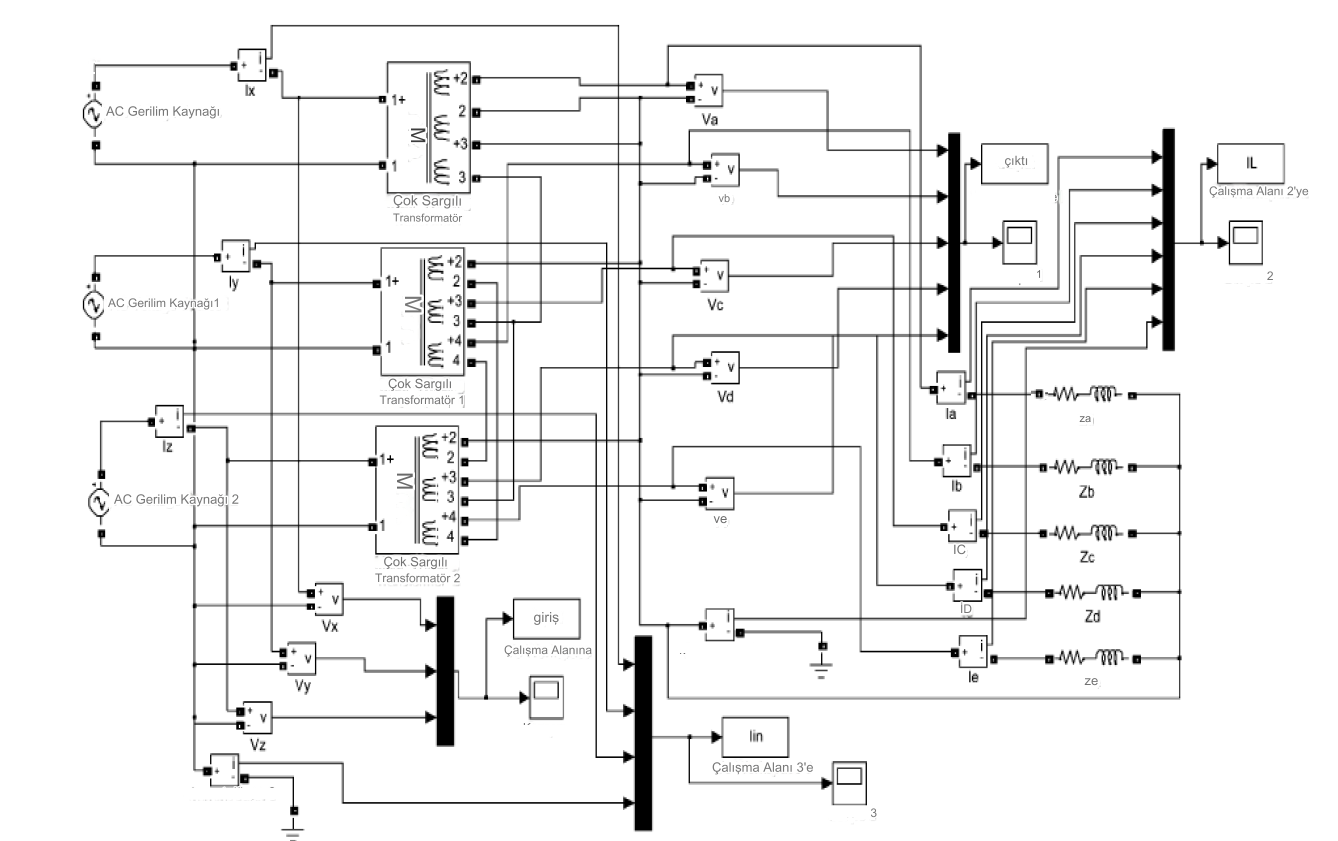 AC Gerilim Kaynağı
i
+
-
Ix
1+
1
+2
2
+3
3
M
Çok Sargılı
Transformatör
+
-
v
Va
+
-
v
vb
çıktı
1
IL
Çalışma Alanı 2'ye
2
AC Gerilim Kaynağı1
i
+
-
Iy
1+
1
+2
2
+3
3
+4
4
M
Çok Sargılı
Transformatör 1
+
-
v
Vc
+
-
v
Vd
AC Gerilim Kaynağı 2
i
+
-
Iz
1+
1
+2
2
+3
3
+4
4
M
Çok Sargılı
Transformatör 2
+
-
v
ve
i
+
-
Ia
za
i
+
-
Ib
Zb
i
+
-
IC
Zc
i
+
-
İD
Zd
i
+
-
Ie
ze
+
-
v
Vx
+
-
v
Vy
+
-
v
Vz
i
+
-
giriş
Çalışma Alanına
i
+
-
Iin
Çalışma Alanı 3'e
3